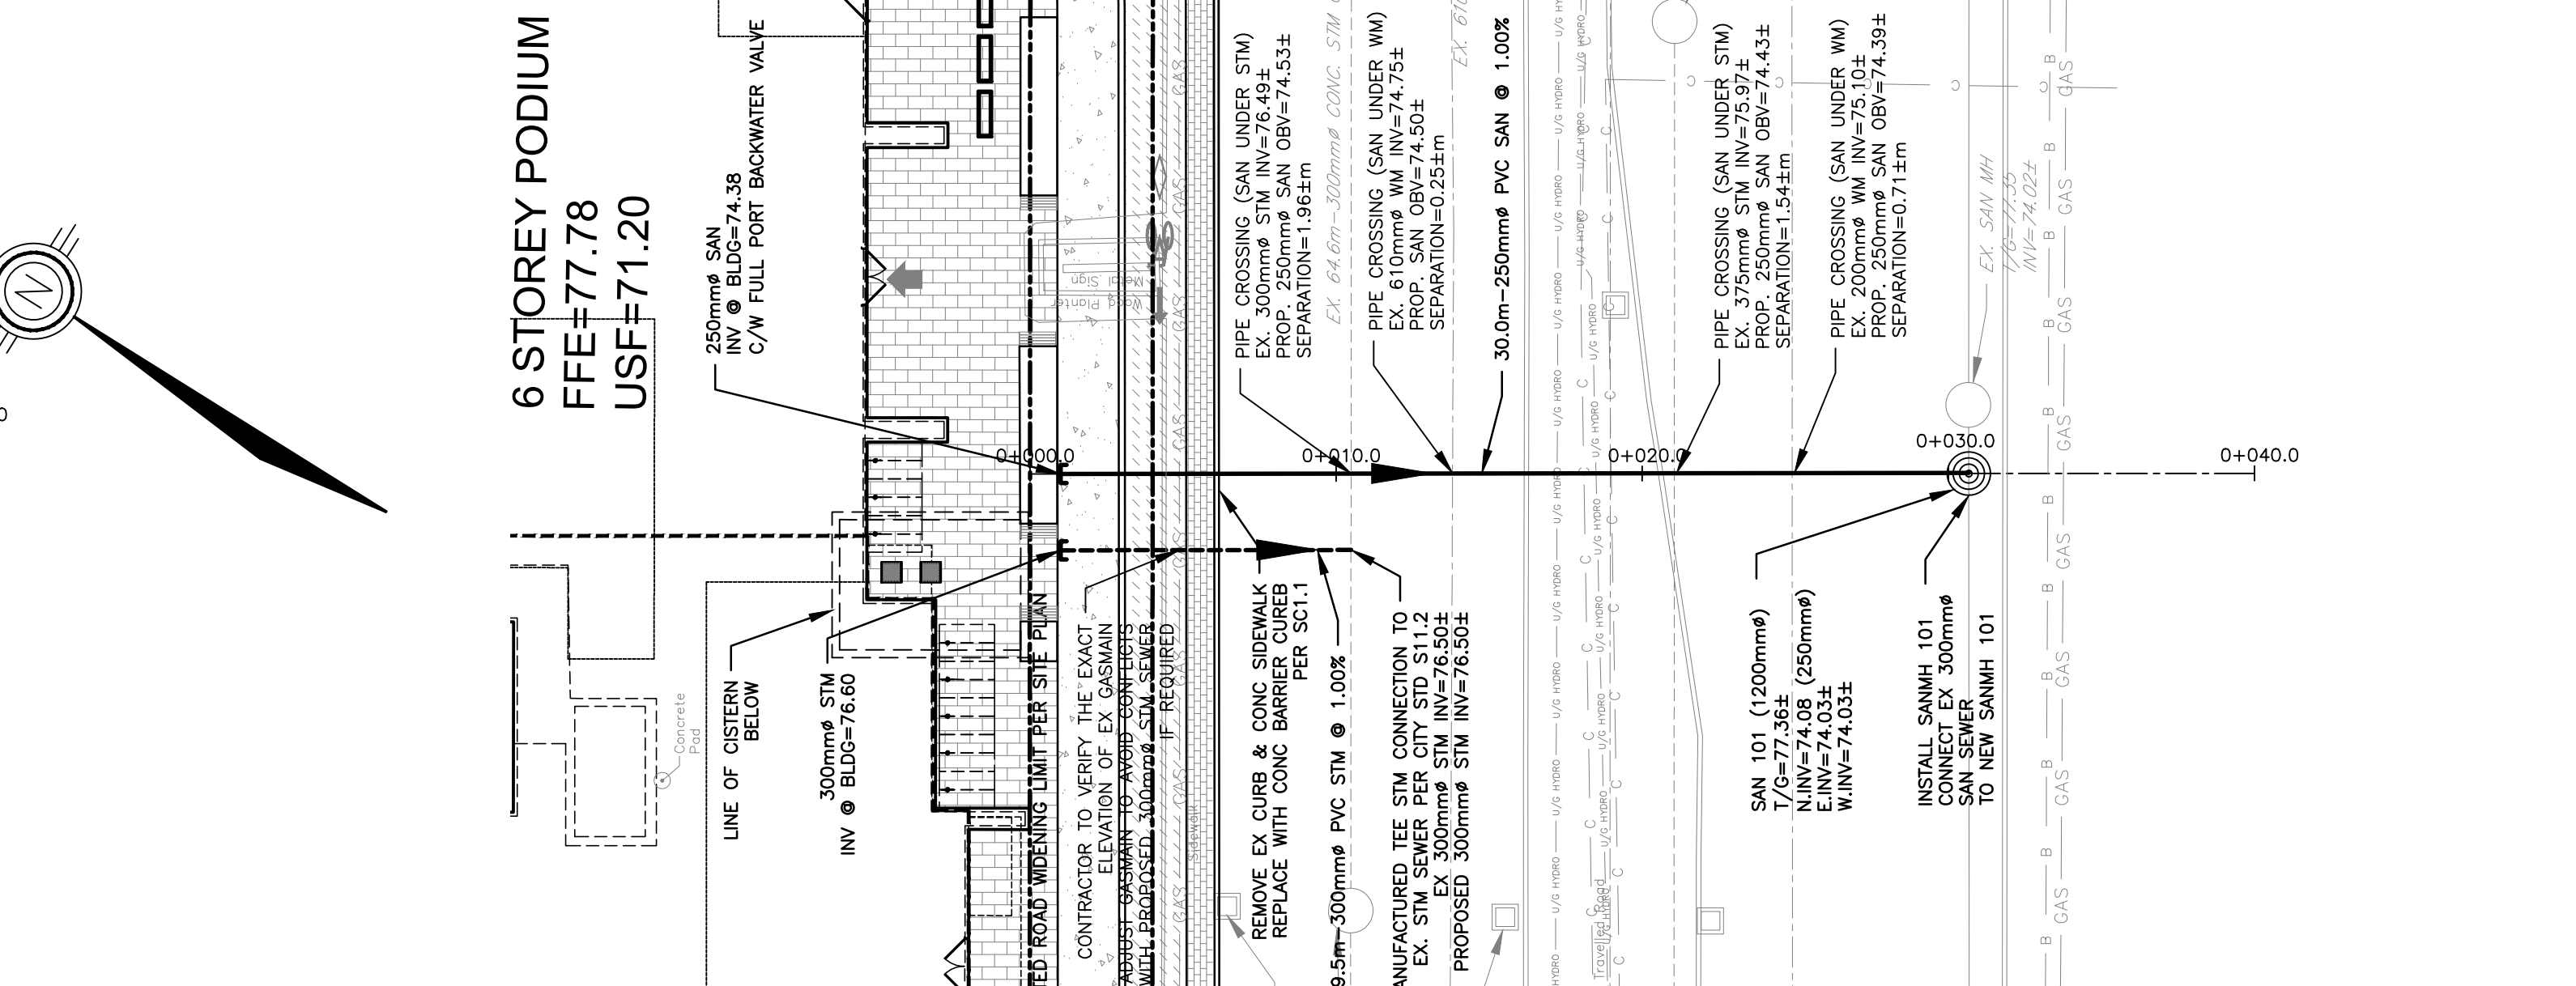 6 STOREY PODIUM
FFE=77.78
USF=71.20
N
250mmø SAN
INV @ BLDG=74.38
C/W FULL PORT BACKWATER VALVE
Metal Sign
Wood Planter
PIPE CROSSING (SAN UNDER STM)
EX. 300mmø STM INV=76.49±
PROP. 250mmø SAN OBV=74.53±
SEPARATION=1.96±m
EX. 64.6m-300mmø CONC. STM
PIPE CROSSING (SAN UNDER WM)
EX. 610mmø WM INV=74.75±
PROP. SAN OBV=74.50±
SEPARATION=0.25±m
EX. 610
30.0m-250mmø PVC SAN @ 1.00%
PIPE CROSSING (SAN UNDER STM)
EX. 375mmø STM INV=75.97±
PROP. 250mmø SAN OBV=74.43±
SEPARATION=1.54±m
PIPE CROSSING (SAN UNDER WM)
EX. 200mmø WM INV=75.10±
PROP. 250mmø SAN OBV=74.39±
SEPARATION=0.71±m
EX. SAN MH
T/G=77.35
INV=74.02±
0+000.0
0+010.0
0+020.0
0+030.0
0+040.0
Concrete
Pad
LINE OF CISTERN
BELOW
300mmø STM
INV @ BLDG=76.60
ROAD WIDENING LIMIT PER SITE PLAN
CONTRACTOR TO VERIFY THE EXACT
ELEVATION OF EX GASMAIN
ADJUST GASMAIN TO AVOID CONFLICTS
WITH PROPOSED 300mmø STM SEWER
IF REQUIRED
Sidewalk
REMOVE EX CURB & CONC SIDEWALK
REPLACE WITH CONC BARRIER CUREB
PER SC1.1
9.5m-300mmø PVC STM @ 1.00%
ANUFACTURED TEE STM CONNECTION TO
EX. STM SEWER PER CITY STD S11.2
EX 300mmø STM INV=76.50±
PROPOSED 300mmø STM INV=76.50±
U/G HYDRO
U/G HYDRO
Travelled Road
SAN 101 (1200mmø)
T/G=77.36±
N.INV=74.08 (250mmø)
E.INV=74.03±
W.INV=74.03±
INSTALL SANMH 101
CONNECT EX 300mmø
SAN SEWER
TO NEW SANMH 101
GAS
GAS
GAS
GAS
GAS
GAS
GAS
B
B
B
B
B
B
B
B
B
B
C
C
C
C
C
C